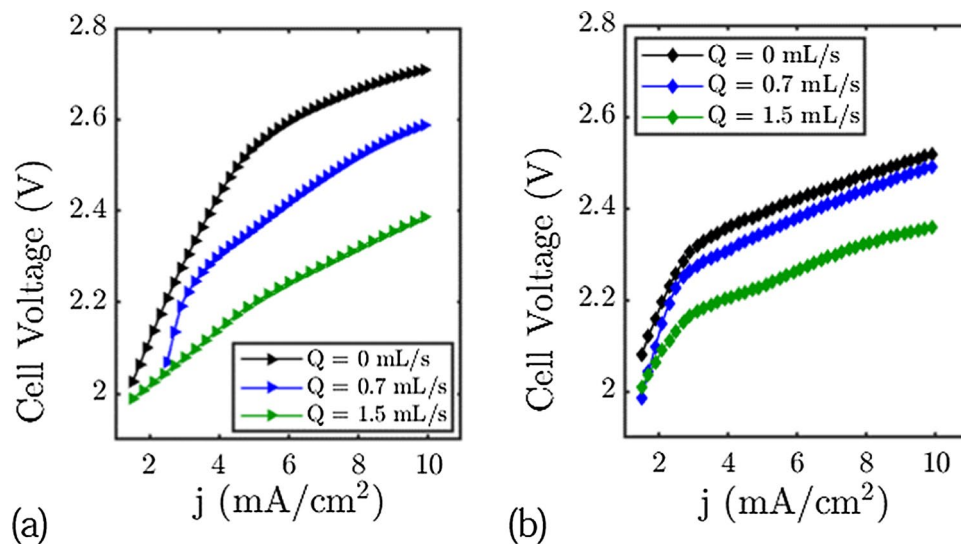 2.8
2.6
2.4
2.2
2
Cell Voltage (V)
Q = 0 mL/s
Q = 0.7 mL/s
Q = 1.5 mL/s
2 4 6 8 10
j (mA/cm²)
(a)
2.8
2.6
2.4
2.2
2
Cell Voltage (V)
Q = 0 mL/s
Q = 0.7 mL/s
Q = 1.5 mL/s
2 4 6 8 10
j (mA/cm²)
(b)